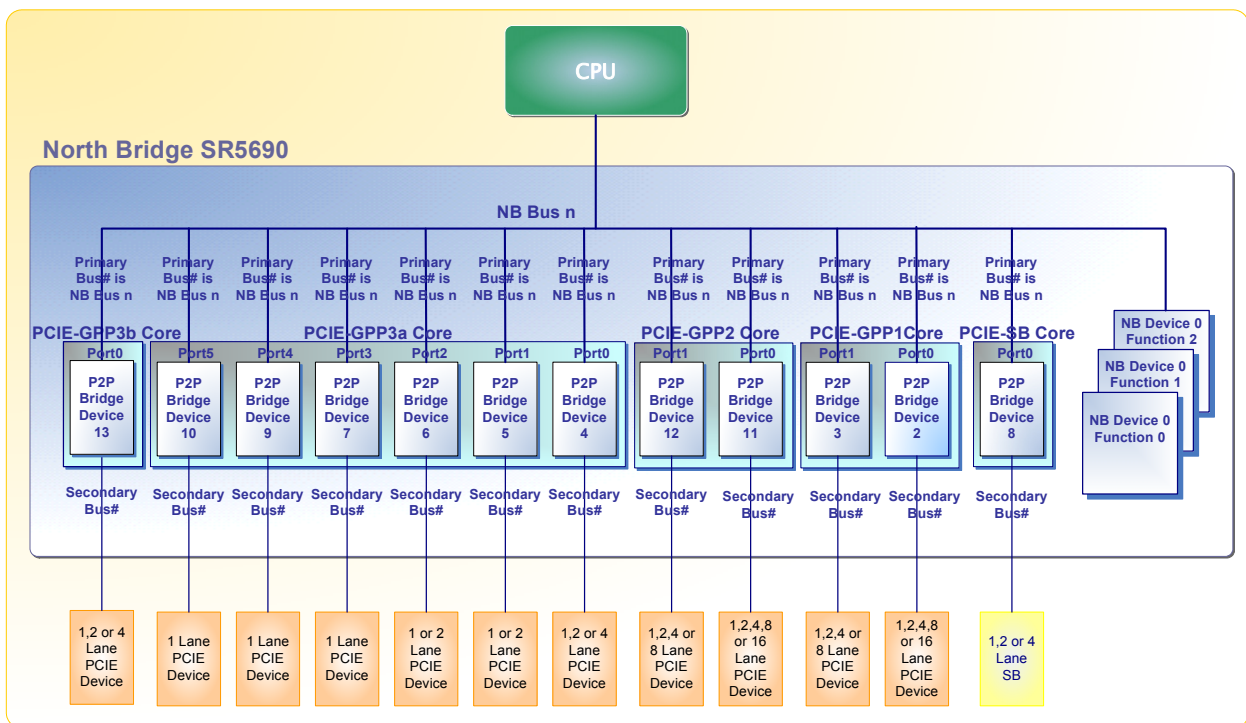 CPU
North Bridge SR5690
NB Bus n
Primary
Bus# is
NB Bus n
Primary
Bus# is
NB Bus n
Primary
Bus# is
NB Bus n
Primary
Bus# is
NB Bus n
Primary
Bus# is
NB Bus n
Primary
Bus# is
NB Bus n
Primary
Bus# is
NB Bus n
Primary
Bus# is
NB Bus n
Primary
Bus# is
NB Bus n
Primary
Bus# is
NB Bus n
Primary
Bus# is
NB Bus n
Primary
Bus# is
NB Bus n
PCIE-GPP3b Core
Port0
P2P
Bridge
Device
13
PCIE-GPP3a Core
Port5
P2P
Bridge
Device
10
Port4
P2P
Bridge
Device
9
Port3
P2P
Bridge
Device
7
Port2
P2P
Bridge
Device
6
Port1
P2P
Bridge
Device
5
Port0
P2P
Bridge
Device
4
PCIE-GPP2 Core
Port1
P2P
Bridge
Device
12
Port0
P2P
Bridge
Device
11
PCIE-GPP1Core
Port1
P2P
Bridge
Device
3
Port0
P2P
Bridge
Device
2
PCIE-SB Core
Port0
P2P
Bridge
Device
8
NB Device 0
Function 2
NB Device 0
Function 1
NB Device 0
Function 0
Secondary
Bus#
Secondary
Bus#
Secondary
Bus#
Secondary
Bus#
Secondary
Bus#
Secondary
Bus#
Secondary
Bus#
Secondary
Bus#
Secondary
Bus#
Secondary
Bus#
Secondary
Bus#
Secondary
Bus#
1,2 or 4
Lane
PCIE
Device
1 Lane
PCIE
Device
1 Lane
PCIE
Device
1 Lane
PCIE
Device
1 or 2
Lane
PCIE
Device
1 or 2
Lane
PCIE
Device
1,2 or 4
Lane
PCIE
Device
1,2,4 or
8 Lane
PCIE
Device
1,2,4,8
or 16
Lane
PCIE
Device
1,2,4 or
8 Lane
PCIE
Device
1,2,4,8
or 16
Lane
PCIE
Device
1,2 or 4
Lane
SB